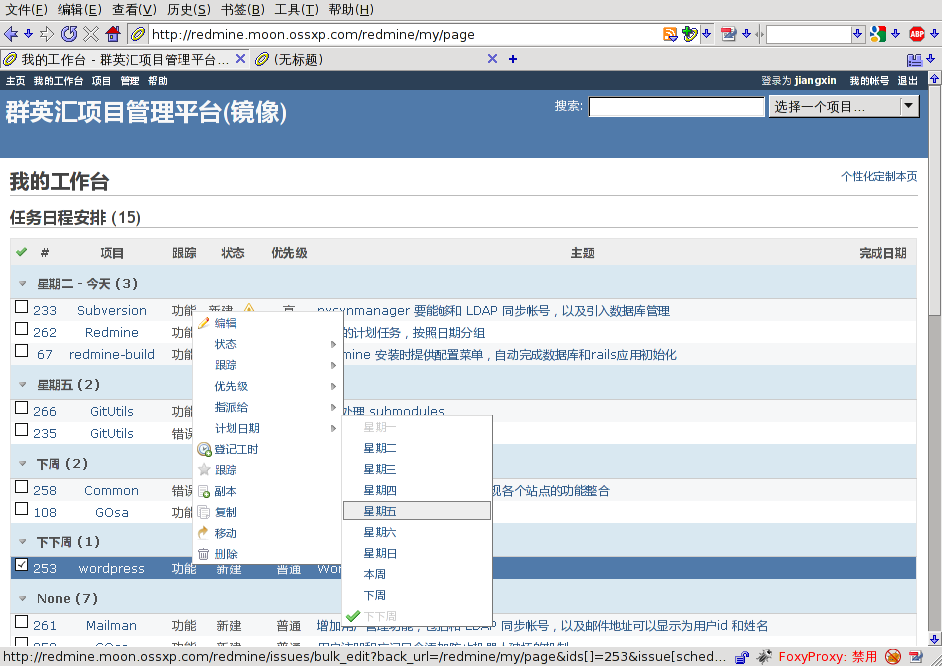 文件(F) 编辑(E) 查看(V) 历史(S) 书签(B) 工具(T) 帮助(H)
http://redmine.moon.ossxp.com/redmine/my/page
ABP
我的工作台 - 群英汇项目管理平台... (无标题)
主页 我的工作台 项目 管理 帮助 登录为 jiangxin 我的帐号 退出
群英汇项目管理平台(镜像)
搜索: 选择一个项目...
我的工作台
个性化定制本页
任务日程安排 (15)
# 项目 跟踪 状态 优先级 主题 完成日期
星期二 - 今天 (3)
233 Subversion 功能 新建 高 pysvnmanager 要能够和 LDAP 同步帐号，以及引入数据库管理
262 Redmine 功能 的计划任务，按照日期分组
67 redmine-build 功能 mine 安装时提供配置菜单，自动完成数据库和rails应用初始化
星期五 (2)
266 GitUtils 功能 处理 submodules
235 GitUtils 错误
下周 (2)
258 Common 错误 现各个站点的功能整合
108 GOsa 功能
下下周 (1)
253 wordpress 功能 新建 普通 Wor
None (7)
261 Mailman 功能 新建 普通 增加用户管理功能，包括和 LDAP 同步帐号，以及邮件地址可以显示为用户id 和姓名
编辑
状态
跟踪
优先级
指派给
计划日期
登记工时
跟踪
副本
复制
移动
删除
星期一
星期二
星期三
星期四
星期五
星期六
星期日
本周
下周
下下周
http://redmine.moon.ossxp.com/redmine/issues/bulk_edit?back_url=/redmine/my/page&ids[]=253&issue[sched...
FoxyProxy: 禁用